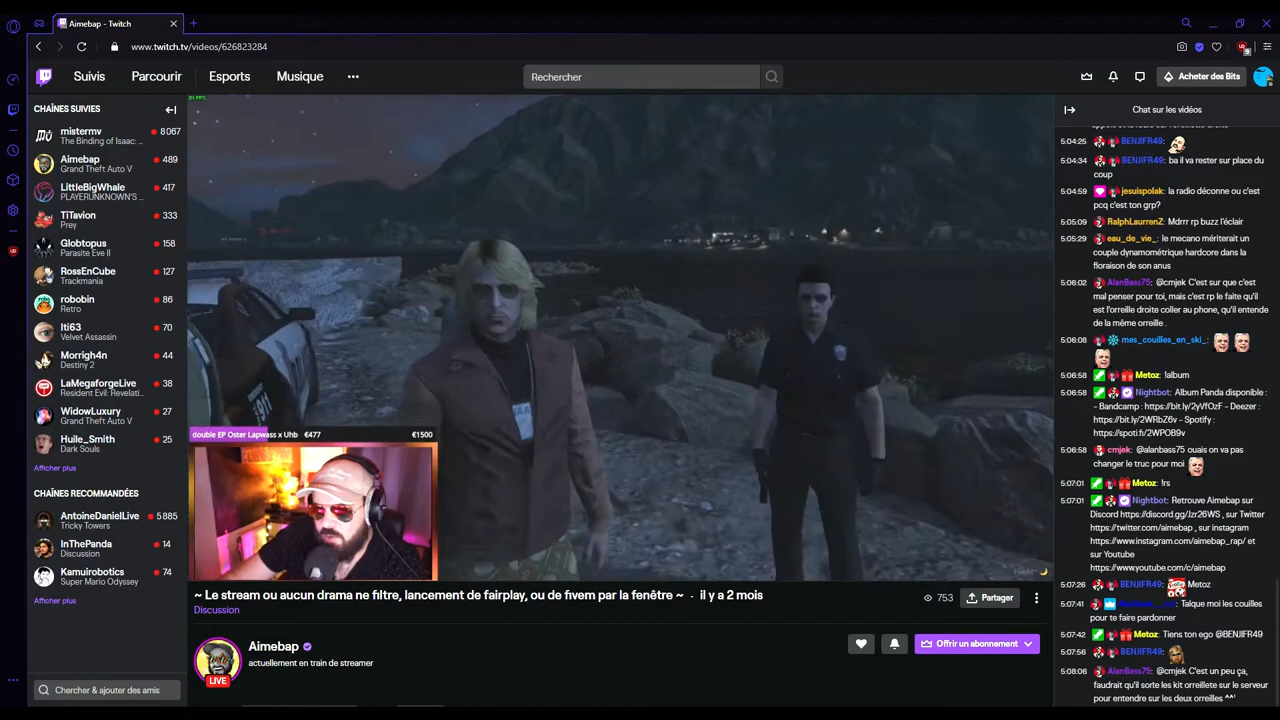 Aimebap - Twitch
www.twitch.tv/videos/626823284
9
Suivis
Parcourir
Esports
Musique
Rechercher
Acheter des Bits
CHAÎNES SUIVIES
mistermv
8 067
The Binding of Isaac: ...
Aimebap
489
Grand Theft Auto V
LittleBigWhale
417
PLAYERUNKNOWN'S ...
TiTavion
333
Prey
Globtopus
158
Parasite Eve II
RossEnCube
127
Trackmania
robobin
86
Retro
Iti63
70
Velvet Assassin
Morrigh4n
44
Destiny 2
LaMegaforgeLive
38
Resident Evil: Revelati...
WidowLuxury
27
Grand Theft Auto V
Huile_Smith
25
Dark Souls
Afficher plus
CHAÎNES RECOMMANDÉES
AntoineDanielLive
5 885
Tricky Towers
InThePanda
14
Discussion
Kamuirobotics
74
Super Mario Odyssey
Afficher plus
Chercher & ajouter des amis
81 FPS
911
double EP Oster Lapwass x Uhb €477
€1500
FiveM
~ Le stream ou aucun drama ne filtre, lancement de fairplay, ou de fivem par la fenêtre ~ · il y a 2 mois
Discussion
753
Partager
Aimebap
actuellement en train de streamer
LIVE
Offrir un abonnement
Chat sur les vidéos
5:04:25 BENJIFR49:
5:04:34 BENJIFR49: ba il va rester sur place du
coup
5:04:59 jesuispolak: la radio déconne ou c'est
pcq c'est ton grp?
5:05:09 RalphLaurrenZ: Mdrrr rp buzz l'éclair
5:05:29 eau_de_vie_: le mecano mériterait un
couple dynamométrique hardcore dans la
floraison de son anus
5:06:02 AlanBass75: @cmjek C'est sur que c'est
mal penser pour toi, mais c'est rp le faite qu'il
est l'oreille droite coller au phone, qu'il entende
de la même oreille .
5:06:08 mes_couilles_en_ski_:
5:06:58 Metoz: !album
5:06:58 Nightbot: Album Panda disponible :
- Bandcamp : https://bit.ly/2yVFOzF - Deezer :
https://bit.ly/2WRbZ6v - Spotify :
https://spoti.fi/2WPOB9v
5:06:58 cmjek: @alanbass75 ouais on va pas
changer le truc pour moi
5:07:01 Metoz: !rs
5:07:01 Nightbot: Retrouve Aimebap sur
Discord https://discord.gg/Jzr26WS , sur Twitter
https://twitter.com/aimebap , sur instagram
https://www.instagram.com/aimebap_rap/ et
sur Youtube
https://www.youtube.com/c/aimebap
5:07:26 BENJIFR49: Metoz
5:07:41 Talque moi les couilles
pour te faire pardonner
5:07:42 Metoz: Tiens ton ego @BENJIFR49
5:07:56 BENJIFR49:
5:08:06 AlanBass75: @cmjek C'est un peu ça,
faudrait qu'il sorte les kit orreillete sur le serveur
pour entendre sur les deux orreilles ^^'